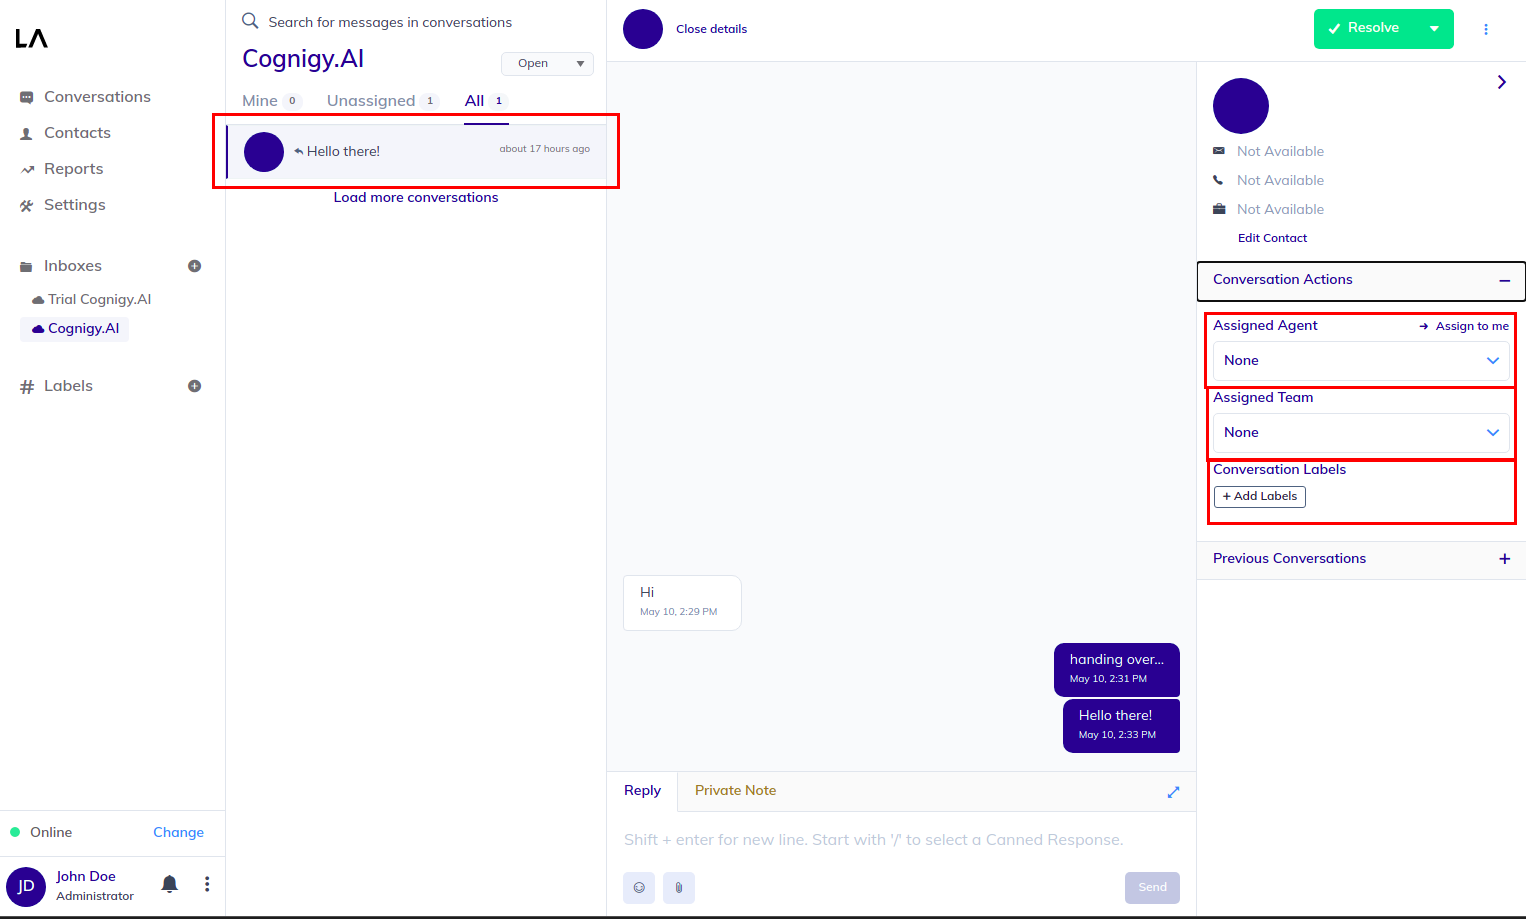 LA
Conversations
Contacts
Reports
Settings
Inboxes
Trial Cognigy.AI
Cognigy.AI
Labels
Online Change
JD
John Doe
Administrator
Search for messages in conversations
Cognigy.AI
Open
Mine 0 Unassigned 1 All 1
Hello there! about 17 hours ago
Load more conversations
Close details
Resolve
Hi
May 10, 2:29 PM
handing over...
May 10, 2:31 PM
Hello there!
May 10, 2:33 PM
Reply Private Note
Shift + enter for new line. Start with '/' to select a Canned Response.
Send
Not Available
Not Available
Not Available
Edit Contact
Conversation Actions
Assigned Agent Assign to me
None
Assigned Team
None
Conversation Labels
+ Add Labels
Previous Conversations